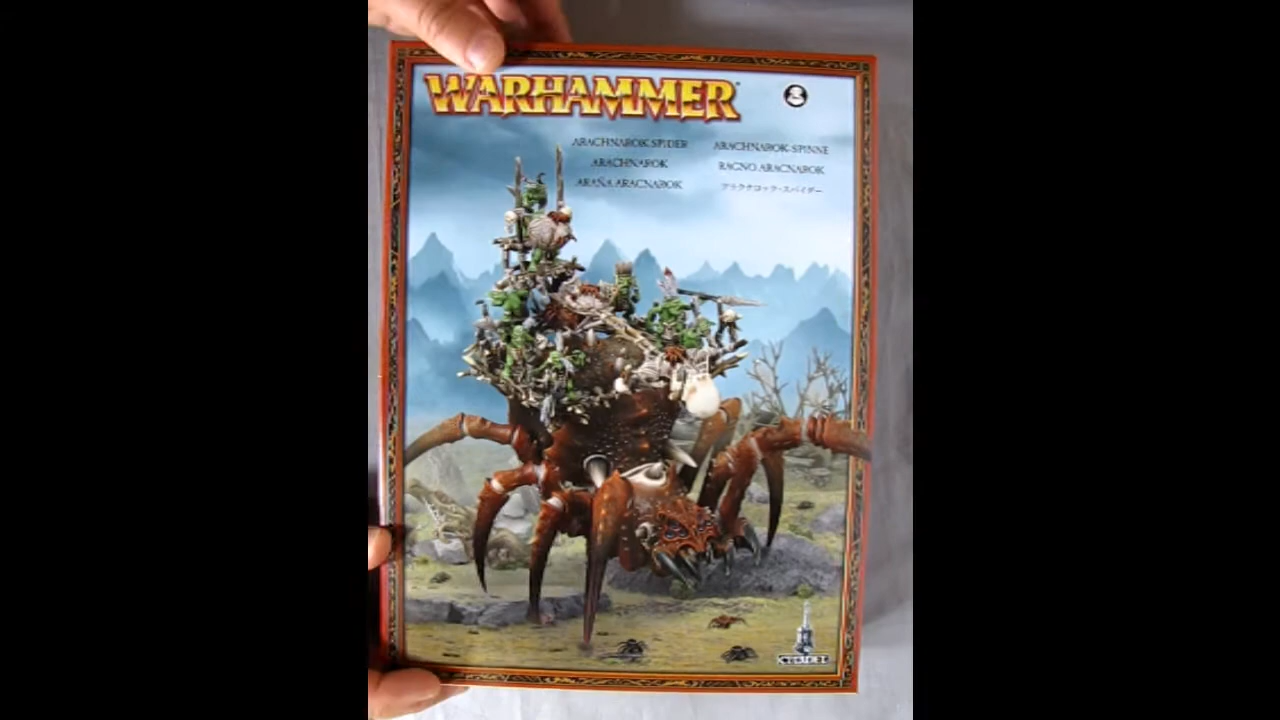 WARHAMMER
ARACHNAROK SPIDER
ARACHNAROK
ARAÑA ARACNAROK
ARACHNAROK-SPINNE
RAGNO ARACNAROK
アラクナロック・スパイダー
CITADEL